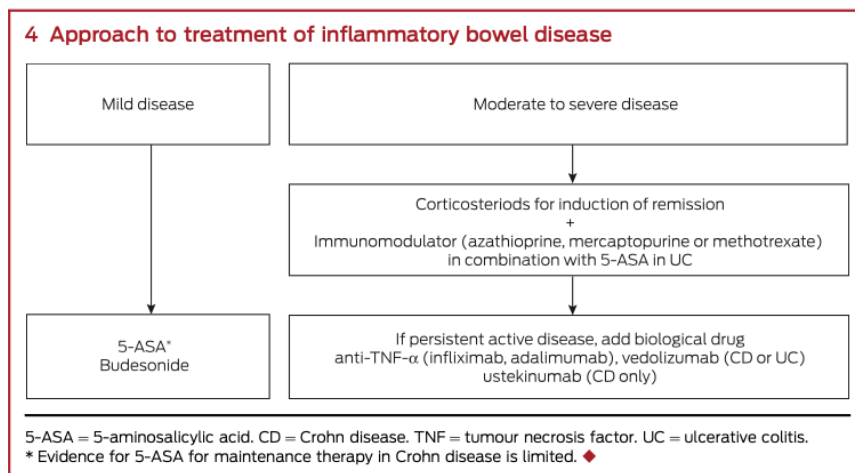 4 Approach to treatment of inflammatory bowel disease
Mild disease
Moderate to severe disease
Corticosteriods for induction of remission
+
Immunomodulator (azathioprine, mercaptopurine or methotrexate)
in combination with 5-ASA in UC
5-ASA*
Budesonide
If persistent active disease, add biological drug
anti-TNF-α (infliximab, adalimumab), vedolizumab (CD or UC)
ustekinumab (CD only)
5-ASA = 5-aminosalicylic acid. CD = Crohn disease. TNF = tumour necrosis factor. UC = ulcerative colitis.
* Evidence for 5-ASA for maintenance therapy in Crohn disease is limited. ◆